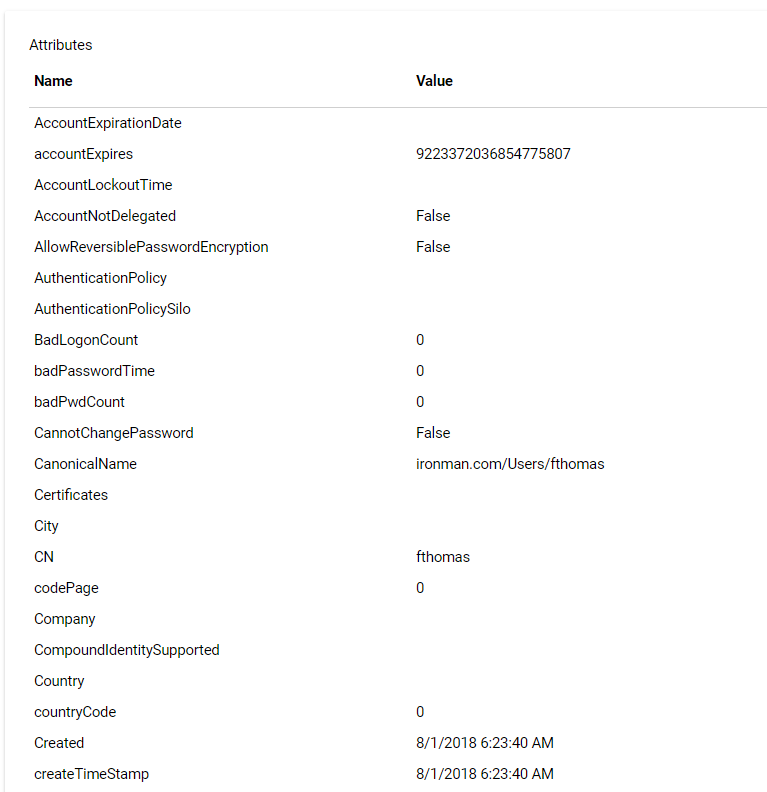 Attributes
Name Value
AccountExpirationDate
accountExpires 9223372036854775807
AccountLockoutTime
AccountNotDelegated False
AllowReversiblePasswordEncryption False
AuthenticationPolicy
AuthenticationPolicySilo
BadLogonCount 0
badPasswordTime 0
badPwdCount 0
CannotChangePassword False
CanonicalName ironman.com/Users/fthomas
Certificates
City
CN fthomas
codePage 0
Company
CompoundIdentitySupported
Country
countryCode 0
Created 8/1/2018 6:23:40 AM
createTimeStamp 8/1/2018 6:23:40 AM